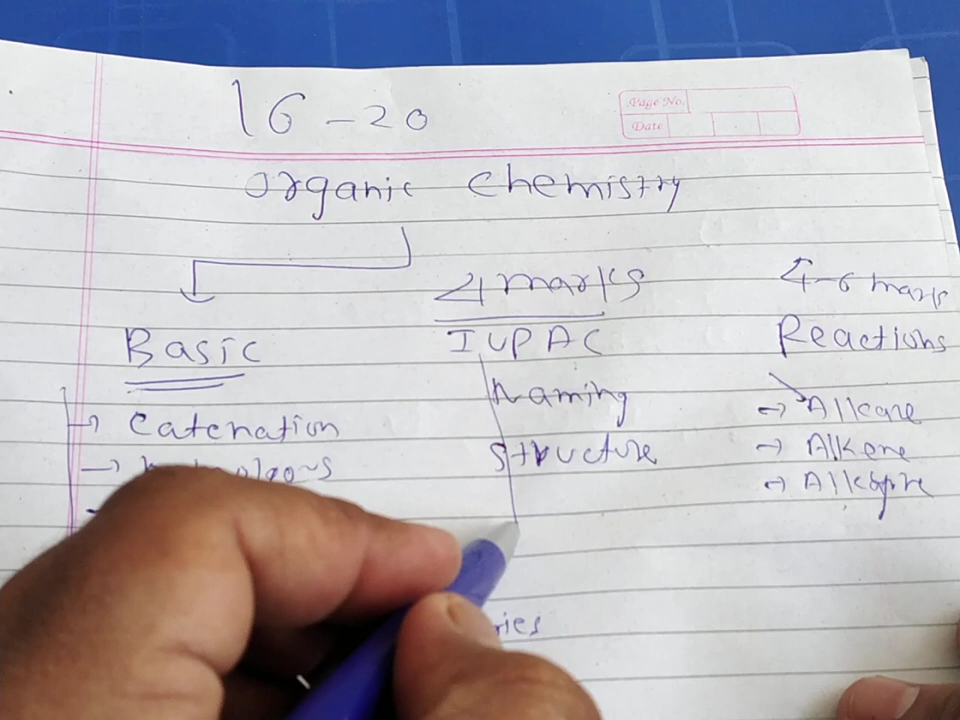 16-20
Page No.
Date
Organic Chemistry
4 marks
4-6 marks
Basic
IUPAC
Reactions
Naming
→ Catenation
→ Alkane
Structure
→ Alkene
→
→ Alkyne